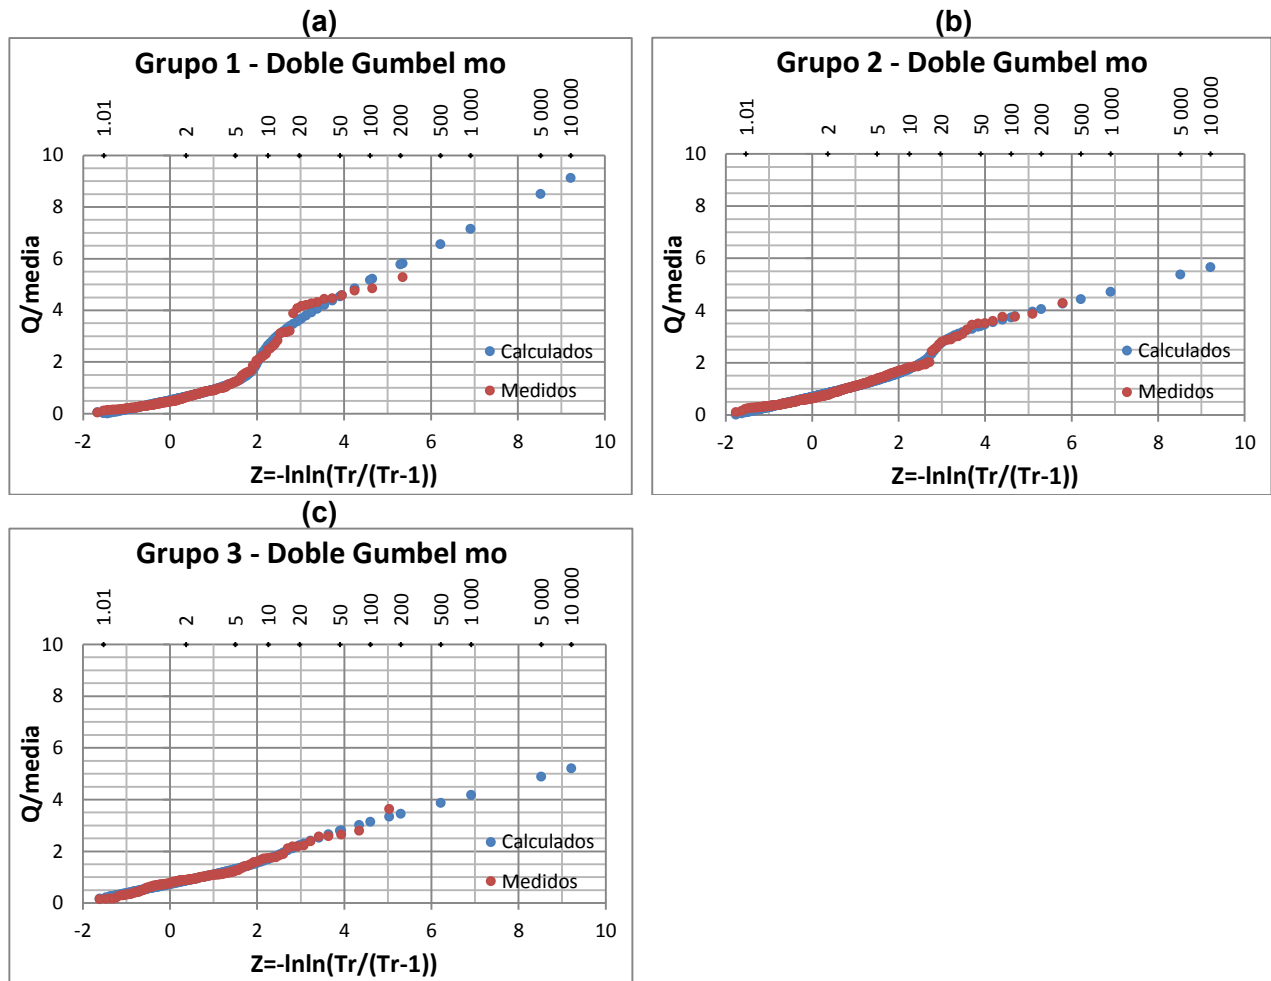 (a)
Grupo 1 - Doble Gumbel mo
1.01 2 5 10 20 50 100 200 500 1 000 5 000 10 000
10
8
6
4
2
0
Q/media
Calculados
Medidos
-2 0 2 4 6 8 10
Z=-lnln(Tr/(Tr-1))
(b)
Grupo 2 - Doble Gumbel mo
1.01 2 5 10 20 50 100 200 500 1 000 5 000 10 000
10
8
6
4
2
0
Q/media
Calculados
Medidos
-2 0 2 4 6 8 10
Z=-lnln(Tr/(Tr-1))
(c)
Grupo 3 - Doble Gumbel mo
1.01 2 5 10 20 50 100 200 500 1 000 5 000 10 000
10
8
6
4
2
0
Q/media
Calculados
Medidos
-2 0 2 4 6 8 10
Z=-lnln(Tr/(Tr-1))